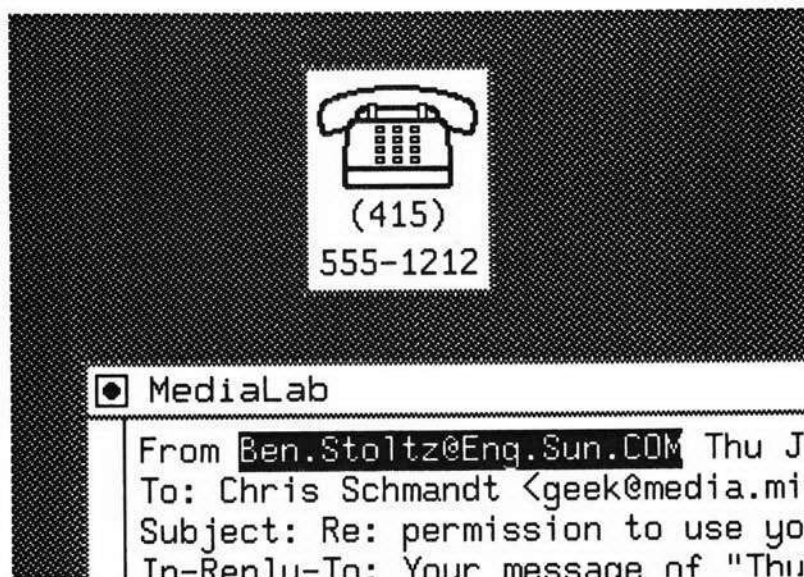 (415)
555-1212
MediaLab
From Ben.Stoltz@Eng.Sun.COM Thu J
To: Chris Schmandt <geek@media.mi
Subject: Re: permission to use yo
In-Reply-To: Your message of "Thu